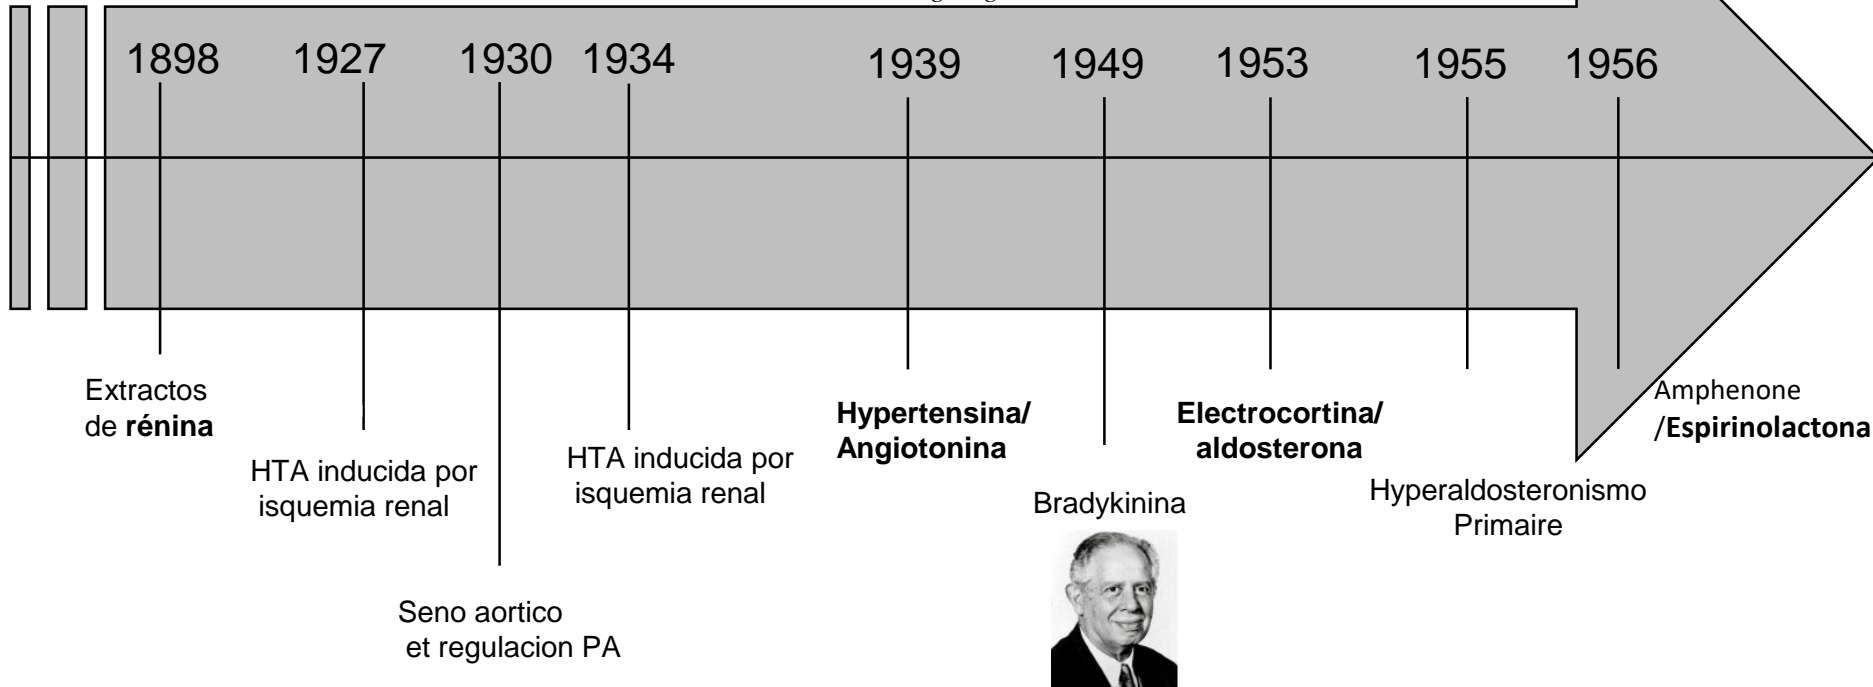 1898 1927 1930 1934 1939 1949 1953 1955 1956
Extractos
de rénina
HTA inducida por
isquemia renal
Seno aortico
et regulacion PA
HTA inducida por
isquemia renal
Hypertensina/
Angiotonina
Bradykinina
Electrocortina/
aldosterona
Hyperaldosteronismo
Primaire
Amphenone
/Espirinolactona